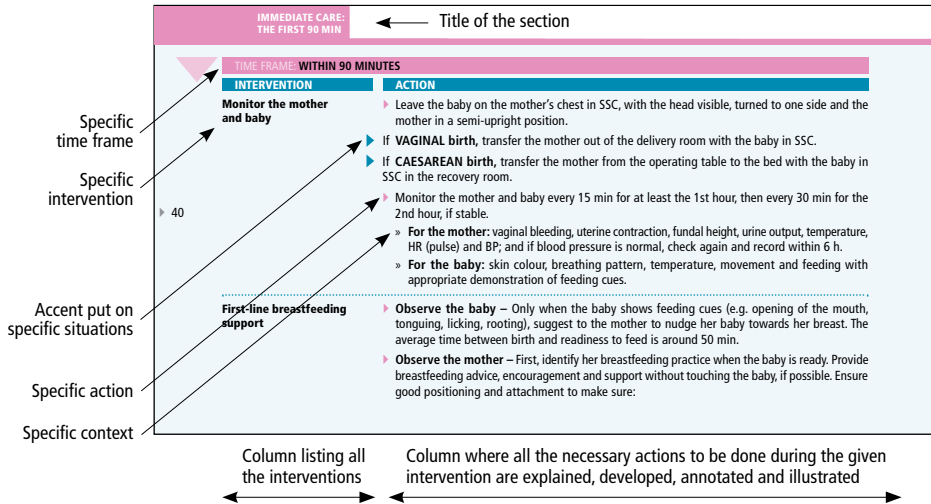 IMMEDIATE CARE:
THE FIRST 90 MIN
Title of the section
TIME FRAME: WITHIN 90 MINUTES
INTERVENTION
ACTION
Monitor the mother
and baby
Leave the baby on the mother's chest in SSC, with the head visible, turned to one side and the
mother in a semi-upright position.
If VAGINAL birth, transfer the mother out of the delivery room with the baby in SSC.
If CAESAREAN birth, transfer the mother from the operating table to the bed with the baby in
SSC in the recovery room.
Monitor the mother and baby every 15 min for at least the 1st hour, then every 30 min for the
2nd hour, if stable.
» For the mother: vaginal bleeding, uterine contraction, fundal height, urine output, temperature,
HR (pulse) and BP; and if blood pressure is normal, check again and record within 6 h.
» For the baby: skin colour, breathing pattern, temperature, movement and feeding with
appropriate demonstration of feeding cues.
First-line breastfeeding
support
Observe the baby – Only when the baby shows feeding cues (e.g. opening of the mouth,
tonguing, licking, rooting), suggest to the mother to nudge her baby towards her breast. The
average time between birth and readiness to feed is around 50 min.
Observe the mother – First, identify her breastfeeding practice when the baby is ready. Provide
breastfeeding advice, encouragement and support without touching the baby, if possible. Ensure
good positioning and attachment to make sure:
40
Specific
time frame
Specific
intervention
Accent put on
specific situations
Specific action
Specific context
Column listing all
the interventions
Column where all the necessary actions to be done during the given
intervention are explained, developed, annotated and illustrated